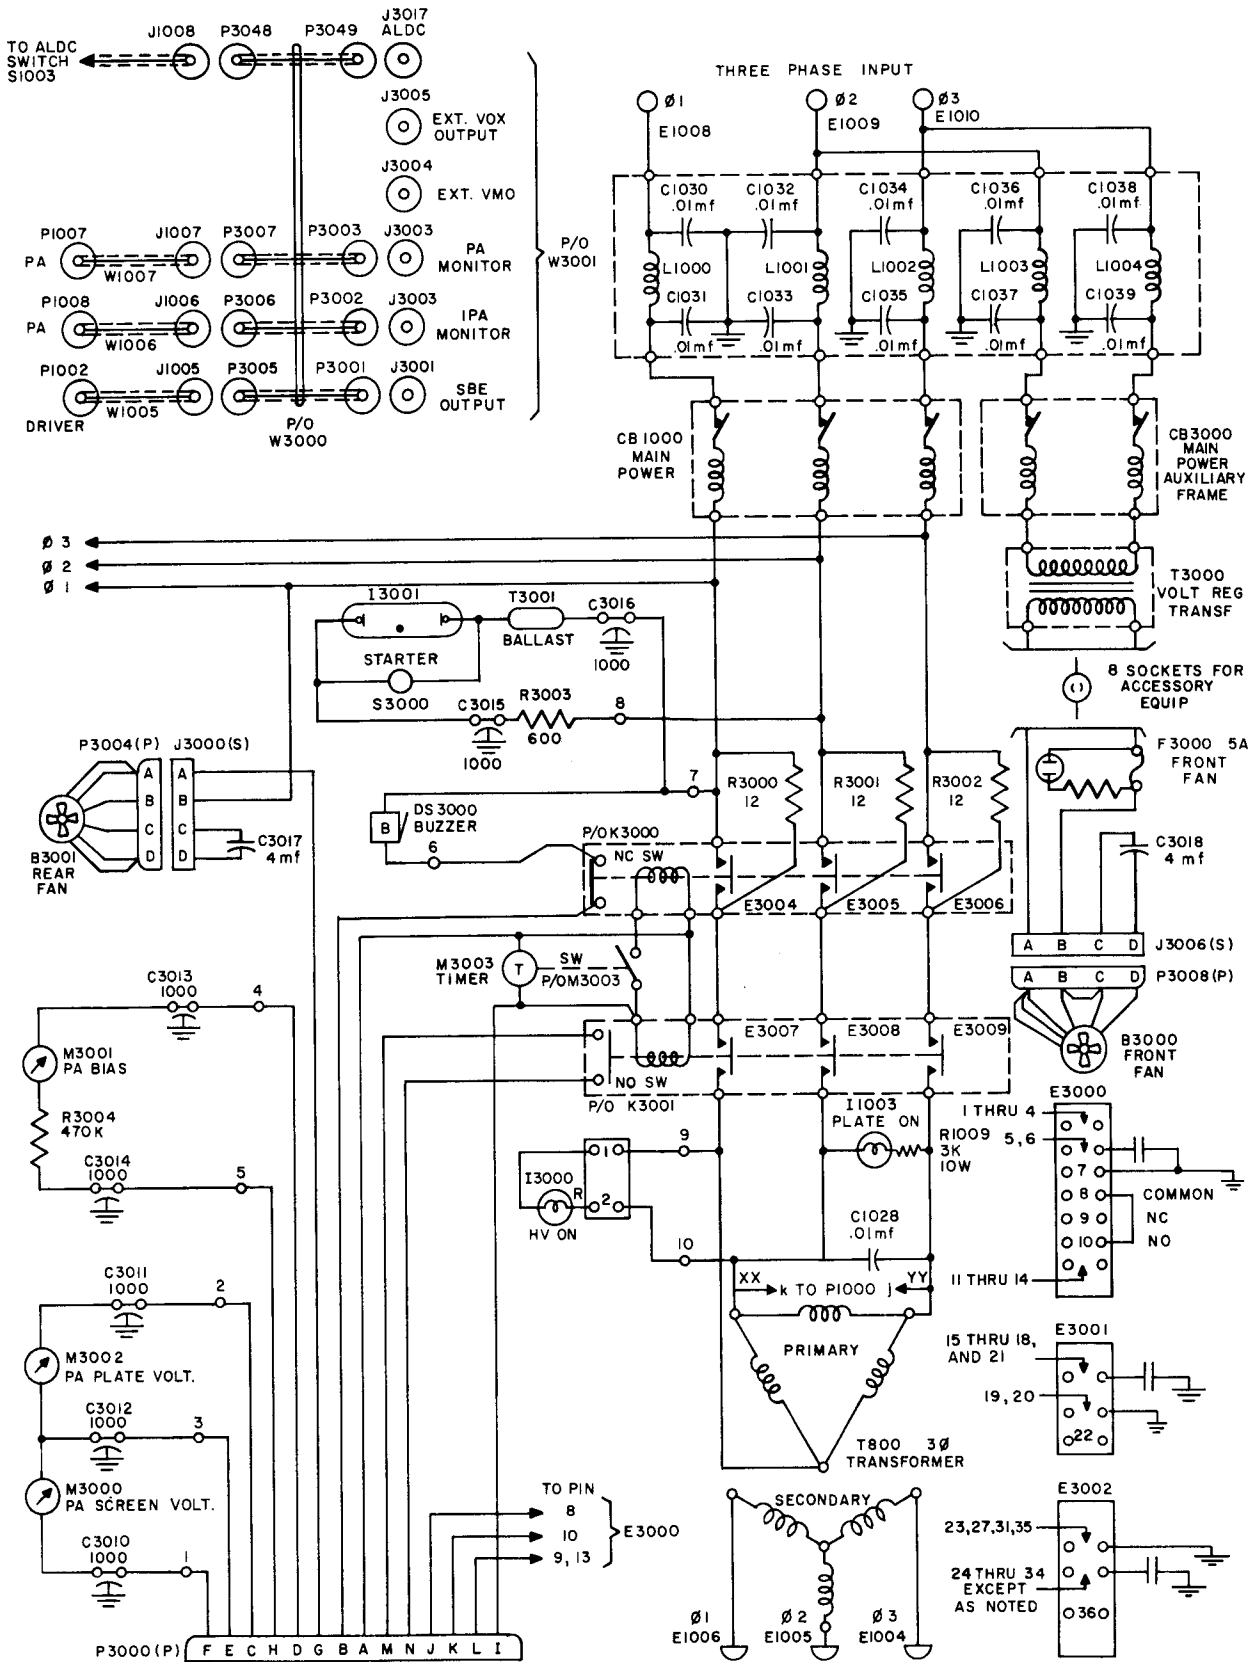 TO ALDC
SWITCH
S1003
J1008
P3048
P3049
J3017
ALDC
J3005
EXT. VOX
OUTPUT
J3004
EXT. VMO
P1007
J1007
P3007
P3003
J3003
PA
W1007
PA
MONITOR
P1008
J1006
P3006
P3002
J3003
PA
W1006
IPA
MONITOR
P1002
J1005
P3005
P3001
J3001
W1005
SBE
OUTPUT
DRIVER
P/O
W3000
P/O
W3001
THREE PHASE INPUT
Ø1
E1008
Ø2
E1009
Ø3
E1010
C1030
.01mf
C1032
.01mf
C1034
.01mf
C1036
.01mf
C1038
.01mf
L1000
L1001
L1002
L1003
L1004
C1031
.01mf
C1033
.01mf
C1035
.01mf
C1037
.01mf
C1039
.01mf
CB1000
MAIN
POWER
CB3000
MAIN
POWER
AUXILIARY
FRAME
Ø 3
Ø 2
Ø 1
T3000
VOLT REG
TRANSF
8 SOCKETS FOR
ACCESSORY
EQUIP
I3001
T3001
BALLAST
C3016
1000
STARTER
S3000
C3015
1000
R3003
600
8
P3004(P)
J3000(S)
A A
B B
C C
D D
B3001
REAR
FAN
C3017
4mf
7
DS3000
BUZZER
B
6
R3000
12
R3001
12
R3002
12
P/O K3000
NC SW
E3004
E3005
E3006
F3000 5A
FRONT
FAN
C3018
4 mf
A B C D
J3006(S)
A B C D
P3008(P)
B3000
FRONT
FAN
M3003
TIMER
T
SW
P/O M3003
E3007
E3008
E3009
NO SW
P/O K3001
C3013
1000
4
M3001
PA BIAS
R3004
470K
C3014
1000
5
I1003
PLATE ON
R1009
3K
10W
9
1
I3000
R
2
HV ON
10
C1028
.01mf
XX
k TO P1000 j
YY
PRIMARY
T800 3Ø
TRANSFORMER
SECONDARY
Ø1
E1006
Ø2
E1005
Ø3
E1004
C3011
1000
2
M3002
PA PLATE VOLT.
C3012
1000
3
M3000
PA SCREEN VOLT.
C3010
1000
1
TO PIN
8
10
9, 13
E3000
P3000(P)
F E C H D G B A M N J K L I
E3000
1 THRU 4
5,6
7
8
COMMON
9
NC
10
NO
11 THRU 14
E3001
15 THRU 18,
AND 21
19, 20
22
E3002
23,27,31,35
24 THRU 34
EXCEPT
AS NOTED
36